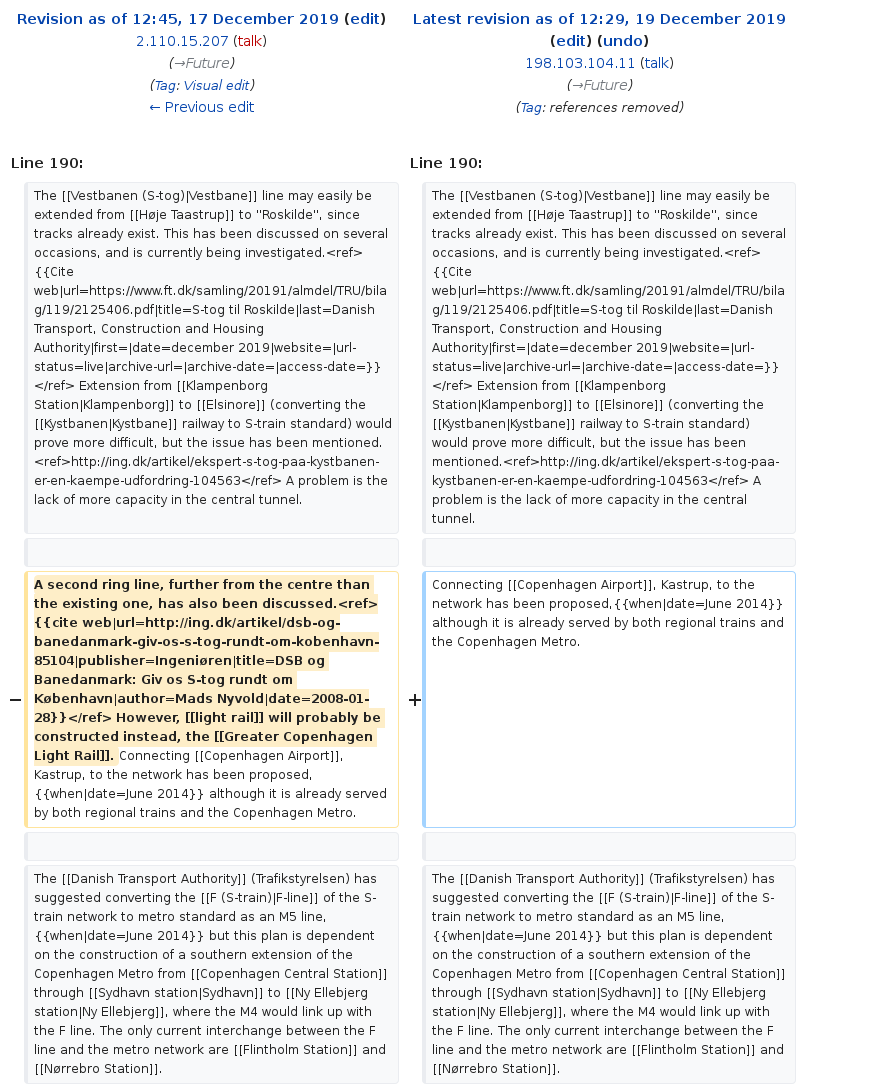 Revision as of 12:45, 17 December 2019 (edit)
2.110.15.207 (talk)
(→Future)
(Tag: Visual edit)
← Previous edit
Latest revision as of 12:29, 19 December 2019
(edit) (undo)
198.103.104.11 (talk)
(→Future)
(Tag: references removed)
Line 190:
The [[Vestbanen (S-tog)|Vestbane]] line may easily be
extended from [[Høje Taastrup]] to "Roskilde", since
tracks already exist. This has been discussed on several
occasions, and is currently being investigated.<ref>
{{Cite
web|url=https://www.ft.dk/samling/20191/almdel/TRU/bila
g/119/2125406.pdf|title=S-tog til Roskilde|last=Danish
Transport, Construction and Housing
Authority|first=|date=december 2019|website=|url-
status=live|archive-url=|archive-date=|access-date=}}
</ref> Extension from [[Klampenborg
Station|Klampenborg]] to [[Elsinore]] (converting the
[[Kystbanen|Kystbane]] railway to S-train standard) would
prove more difficult, but the issue has been mentioned.
<ref>http://ing.dk/artikel/ekspert-s-tog-paa-kystbanen-
er-en-kaempe-udfordring-104563</ref> A problem is the
lack of more capacity in the central tunnel.
Line 190:
The [[Vestbanen (S-tog)|Vestbane]] line may easily be
extended from [[Høje Taastrup]] to "Roskilde", since
tracks already exist. This has been discussed on several
occasions, and is currently being investigated.<ref>
{{Cite
web|url=https://www.ft.dk/samling/20191/almdel/TRU/bila
g/119/2125406.pdf|title=S-tog til Roskilde|last=Danish
Transport, Construction and Housing
Authority|first=|date=december 2019|website=|url-
status=live|archive-url=|archive-date=|access-date=}}
</ref> Extension from [[Klampenborg
Station|Klampenborg]] to [[Elsinore]] (converting the
[[Kystbanen|Kystbane]] railway to S-train standard)
would prove more difficult, but the issue has been
mentioned.<ref>http://ing.dk/artikel/ekspert-s-tog-paa-
kystbanen-er-en-kaempe-udfordring-104563</ref> A
problem is the lack of more capacity in the central
tunnel.
−
A second ring line, further from the centre than
the existing one, has also been discussed.<ref>
{{cite web|url=http://ing.dk/artikel/dsb-og-
banedanmark-giv-os-s-tog-rundt-om-kobenhavn-
85104|publisher=Ingeniøren|title=DSB og
Banedanmark: Giv os S-tog rundt om
København|author=Mads Nyvold|date=2008-01-
28}}</ref> However, [[light rail]] will probably be
constructed instead, the [[Greater Copenhagen
Light Rail]]. Connecting [[Copenhagen Airport]],
Kastrup, to the network has been proposed,
{{when|date=June 2014}} although it is already served
by both regional trains and the Copenhagen Metro.
+
Connecting [[Copenhagen Airport]], Kastrup, to the
network has been proposed,{{when|date=June 2014}}
although it is already served by both regional trains and
the Copenhagen Metro.
The [[Danish Transport Authority]] (Trafikstyrelsen) has
suggested converting the [[F (S-train)|F-line]] of the S-
train network to metro standard as an M5 line,
{{when|date=June 2014}} but this plan is dependent
on the construction of a southern extension of the
Copenhagen Metro from [[Copenhagen Central Station]]
through [[Sydhavn station|Sydhavn]] to [[Ny Ellebjerg
station|Ny Ellebjerg]], where the M4 would link up with
the F line. The only current interchange between the F
line and the metro network are [[Flintholm Station]] and
[[Nørrebro Station]].
The [[Danish Transport Authority]] (Trafikstyrelsen) has
suggested converting the [[F (S-train)|F-line]] of the S-
train network to metro standard as an M5 line,
{{when|date=June 2014}} but this plan is dependent
on the construction of a southern extension of the
Copenhagen Metro from [[Copenhagen Central Station]]
through [[Sydhavn station|Sydhavn]] to [[Ny Ellebjerg
station|Ny Ellebjerg]], where the M4 would link up with
the F line. The only current interchange between the F
line and the metro network are [[Flintholm Station]] and
[[Nørrebro Station]].